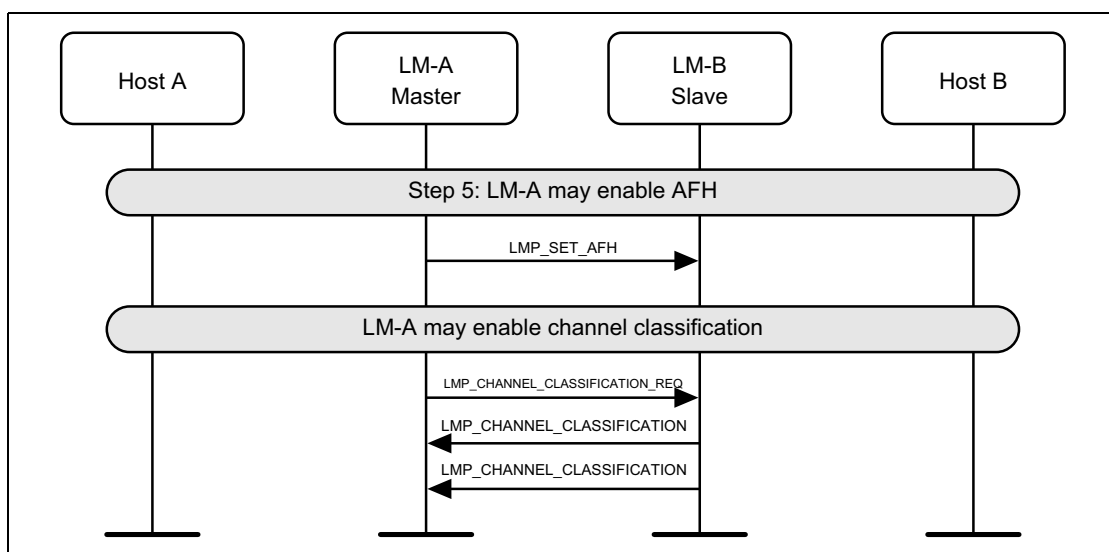 Host A
LM-A
Master
LM-B
Slave
Host B
Step 5: LM-A may enable AFH
LMP_SET_AFH
LM-A may enable channel classification
LMP_CHANNEL_CLASSIFICATION_REQ
LMP_CHANNEL_CLASSIFICATION
LMP_CHANNEL_CLASSIFICATION